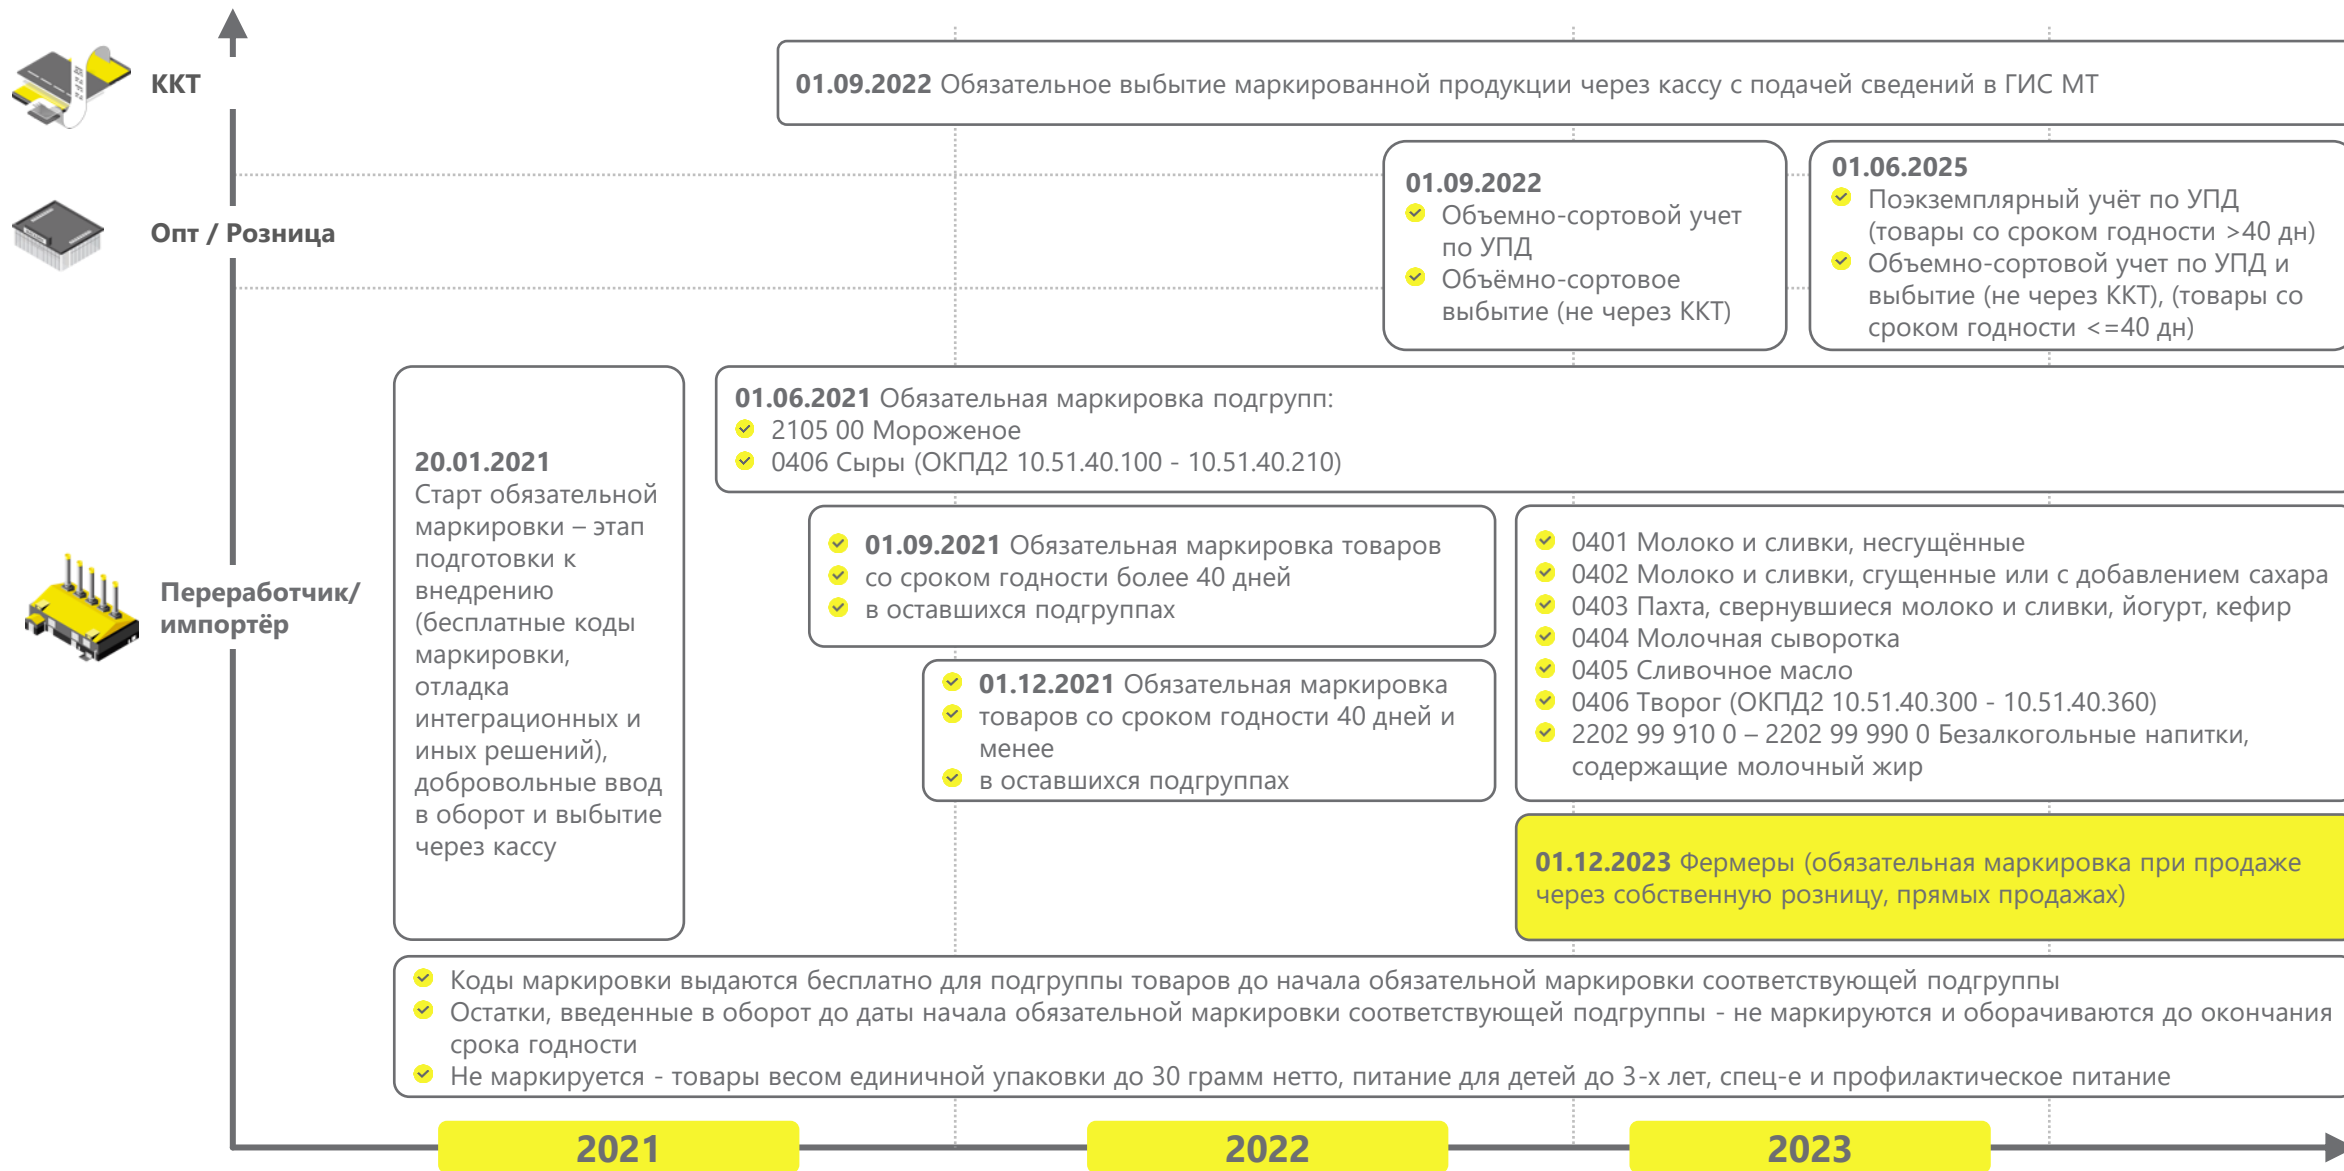 ККТ
01.09.2022 Обязательное выбытие маркированной продукции через кассу с подачей сведений в ГИС МТ
Опт / Розница
01.09.2022
Объемно-сортовой учет
по УПД
Объёмно-сортовое
выбытие (не через ККТ)
01.06.2025
Поэкземплярный учёт по УПД
(товары со сроком годности >40 дн)
Объемно-сортовой учет по УПД и
выбытие (не через ККТ), (товары со
сроком годности <=40 дн)
Переработчик/
импортёр
20.01.2021
Старт обязательной
маркировки – этап
подготовки к
внедрению
(бесплатные коды
маркировки,
отладка
интеграционных и
иных решений),
добровольные ввод
в оборот и выбытие
через кассу
01.06.2021 Обязательная маркировка подгрупп:
2105 00 Мороженое
0406 Сыры (ОКПД2 10.51.40.100 - 10.51.40.210)
01.09.2021 Обязательная маркировка товаров
со сроком годности более 40 дней
в оставшихся подгруппах
01.12.2021 Обязательная маркировка
товаров со сроком годности 40 дней и
менее
в оставшихся подгруппах
0401 Молоко и сливки, несгущённые
0402 Молоко и сливки, сгущенные или с добавлением сахара
0403 Пахта, свернувшиеся молоко и сливки, йогурт, кефир
0404 Молочная сыворотка
0405 Сливочное масло
0406 Творог (ОКПД2 10.51.40.300 - 10.51.40.360)
2202 99 910 0 – 2202 99 990 0 Безалкогольные напитки,
содержащие молочный жир
01.12.2023 Фермеры (обязательная маркировка при продаже
через собственную розницу, прямых продажах)
Коды маркировки выдаются бесплатно для подгруппы товаров до начала обязательной маркировки соответствующей подгруппы
Остатки, введенные в оборот до даты начала обязательной маркировки соответствующей подгруппы - не маркируются и оборачиваются до окончания
срока годности
Не маркируется - товары весом единичной упаковки до 30 грамм нетто, питание для детей до 3-х лет, спец-е и профилактическое питание
2021
2022
2023